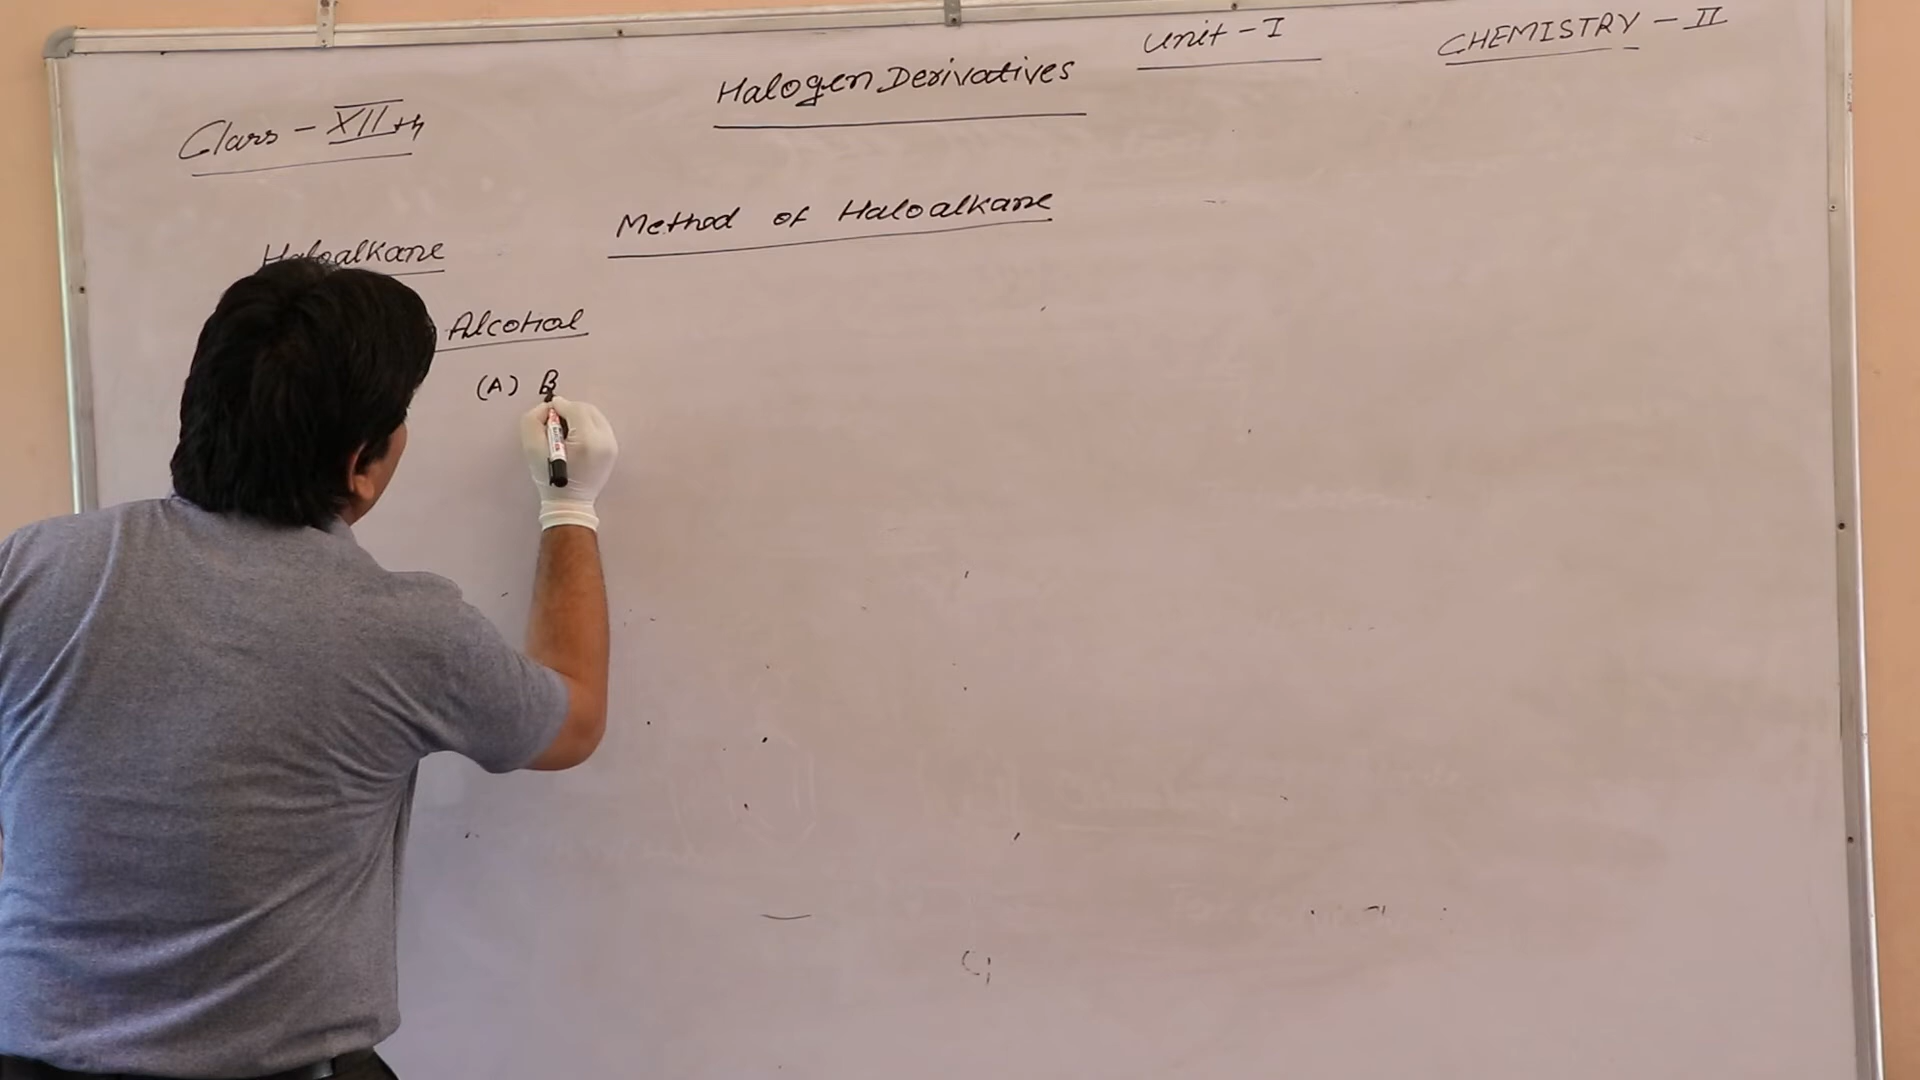 Unit - I
CHEMISTRY - II
Halogen Derivatives
Class - XIIth
Method of Haloalkane
Haloalkane
Alcohol
(A) B